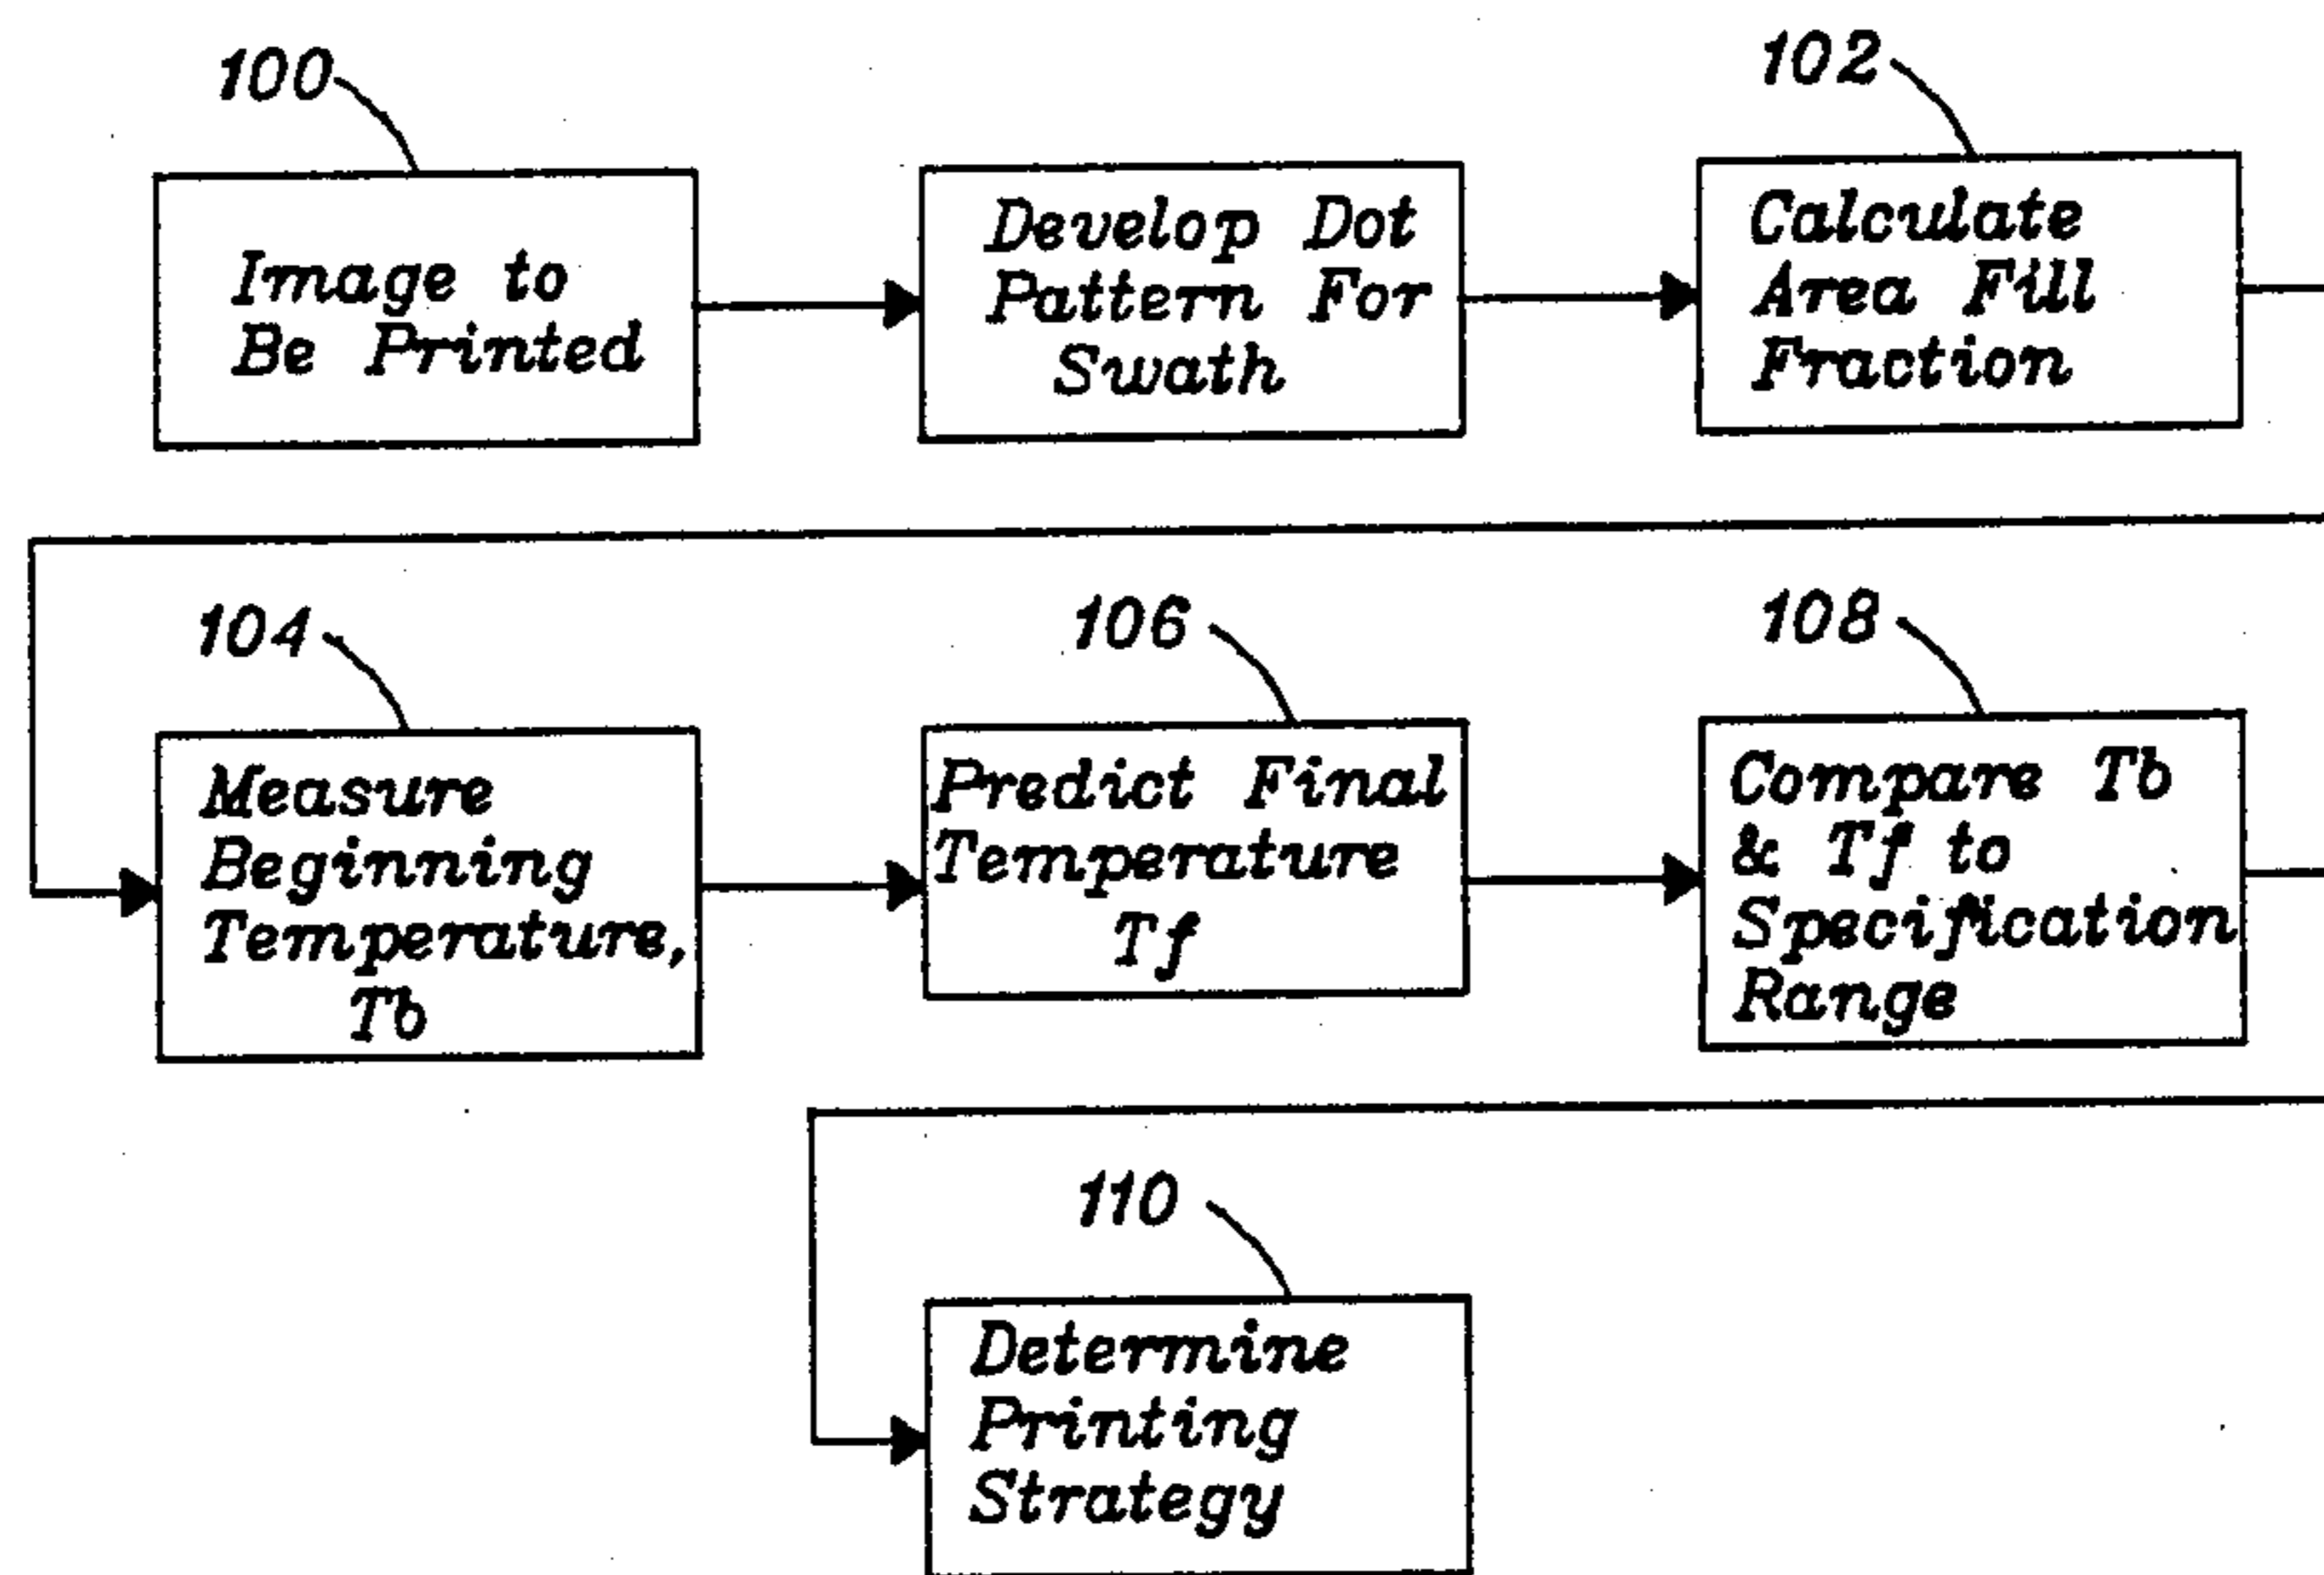 100
102
Image to
Be Printed
Develop Dot
Pattern For
Swath
Calculate
Area Fill
Fraction
104
106
108
Measure
Beginning
Temperature,
Tb
Predict Final
Temperature
Tf
Compare Tb
& Tf to
Specification
Range
110
Determine
Printing
Strategy